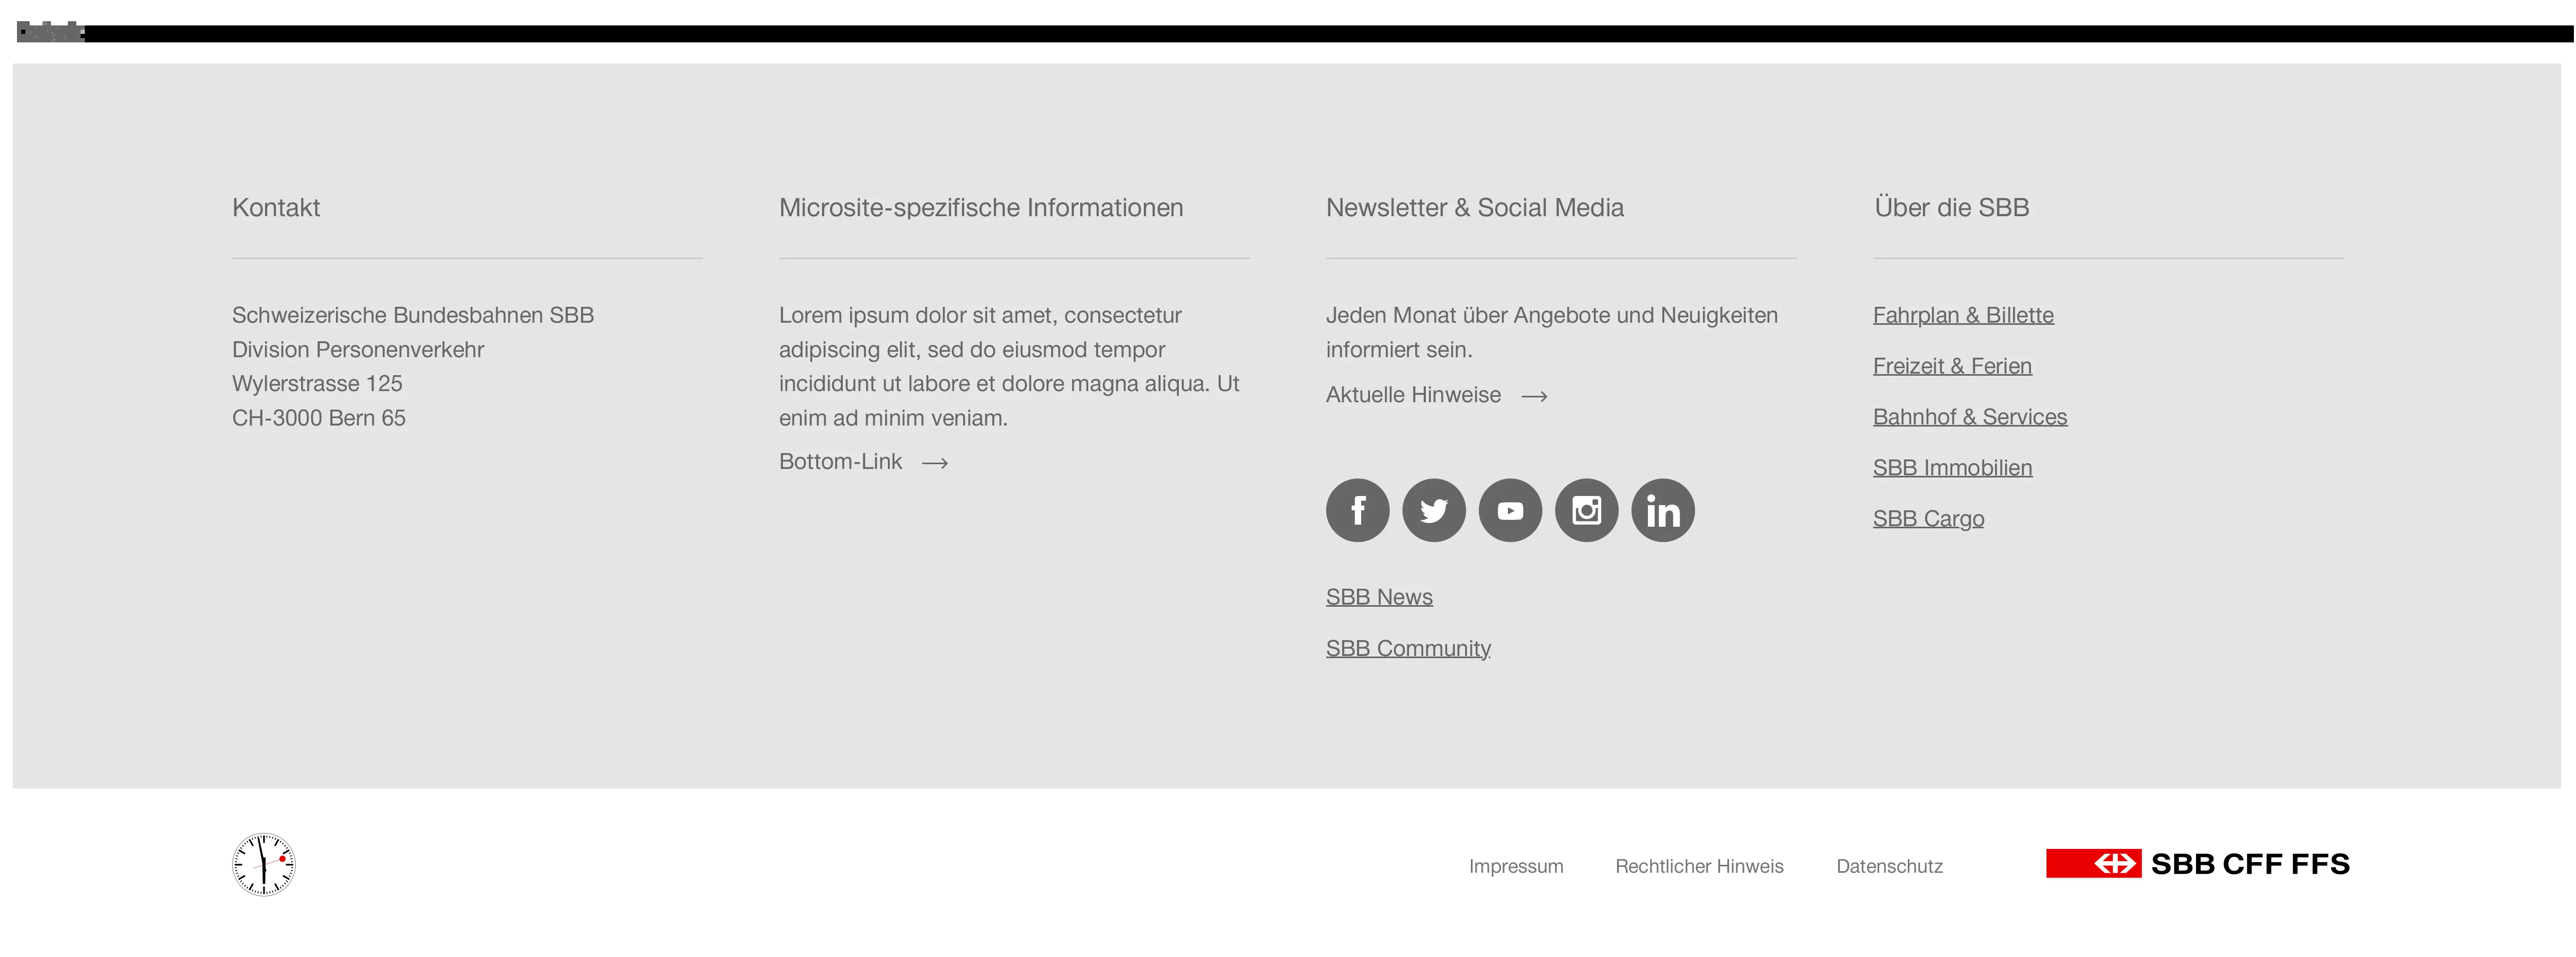 Kontakt
Schweizerische Bundesbahnen SBB
Division Personenverkehr
Wylerstrasse 125
CH-3000 Bern 65
Microsite-spezifische Informationen
Lorem ipsum dolor sit amet, consectetur
adipiscing elit, sed do eiusmod tempor
incididunt ut labore et dolore magna aliqua. Ut
enim ad minim veniam.
Bottom-Link
Newsletter & Social Media
Jeden Monat über Angebote und Neuigkeiten
informiert sein.
Aktuelle Hinweise
SBB News
SBB Community
Über die SBB
Fahrplan & Billette
Freizeit & Ferien
Bahnhof & Services
SBB Immobilien
SBB Cargo
Impressum
Rechtlicher Hinweis
Datenschutz
SBB CFF FFS